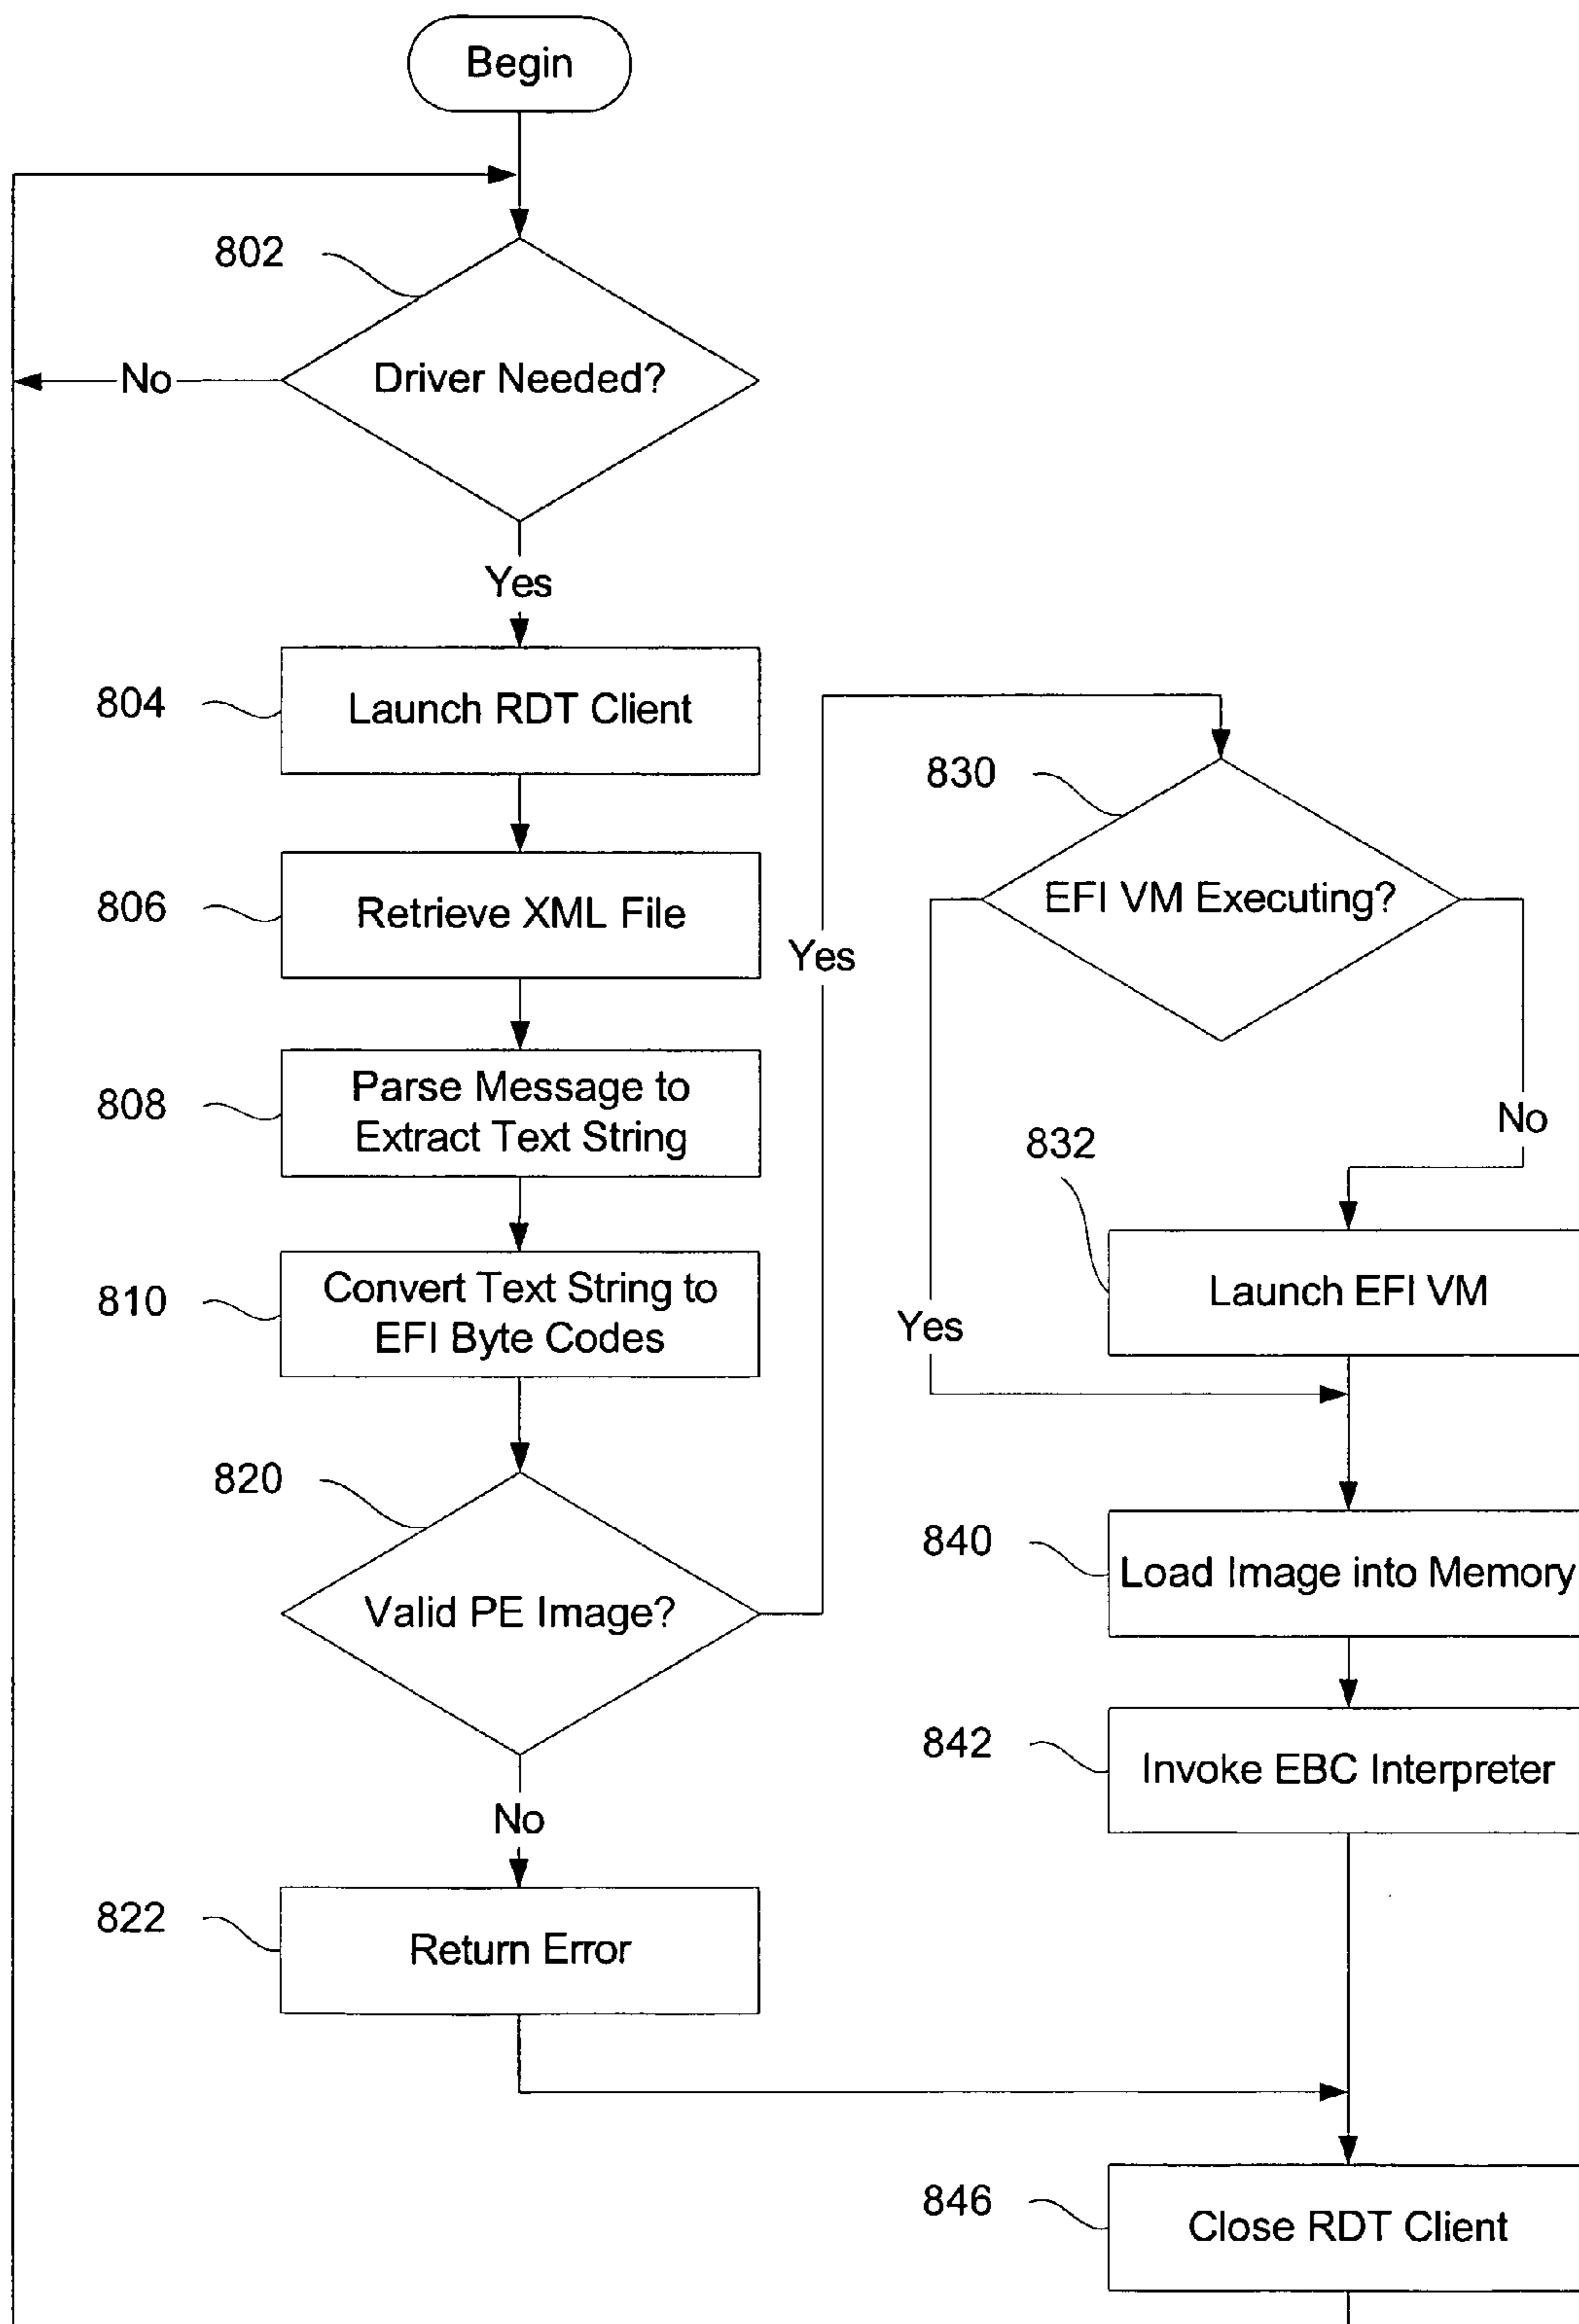 Begin
802
Driver Needed?
No
Yes
804
Launch RDT Client
806
Retrieve XML File
808
Parse Message to
Extract Text String
810
Convert Text String to
EFI Byte Codes
820
Valid PE Image?
Yes
No
822
Return Error
830
EFI VM Executing?
No
832
Launch EFI VM
Yes
840
Load Image into Memory
842
Invoke EBC Interpreter
846
Close RDT Client